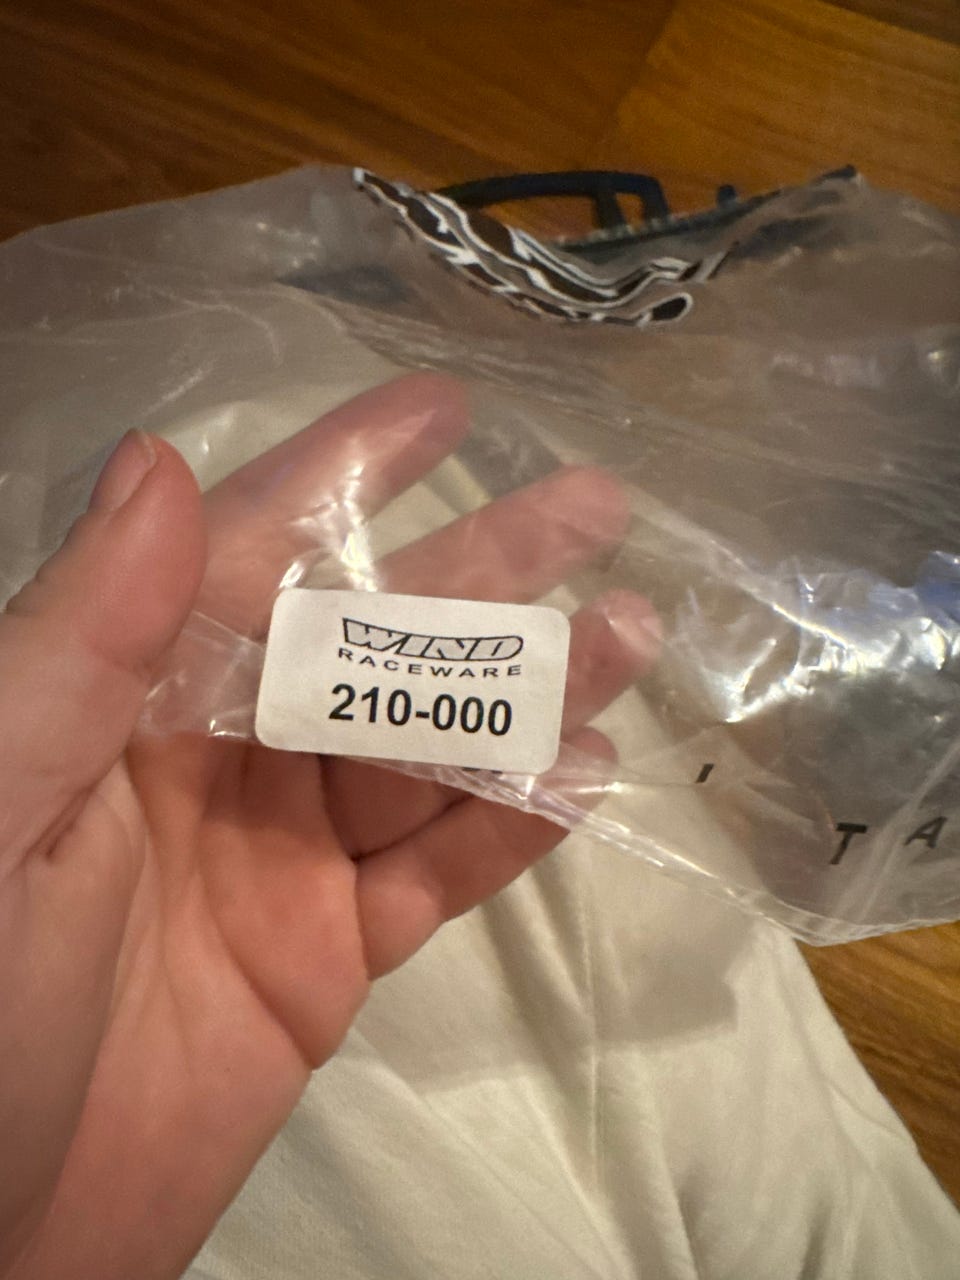 WIND
RACEWARE
210-000
T A